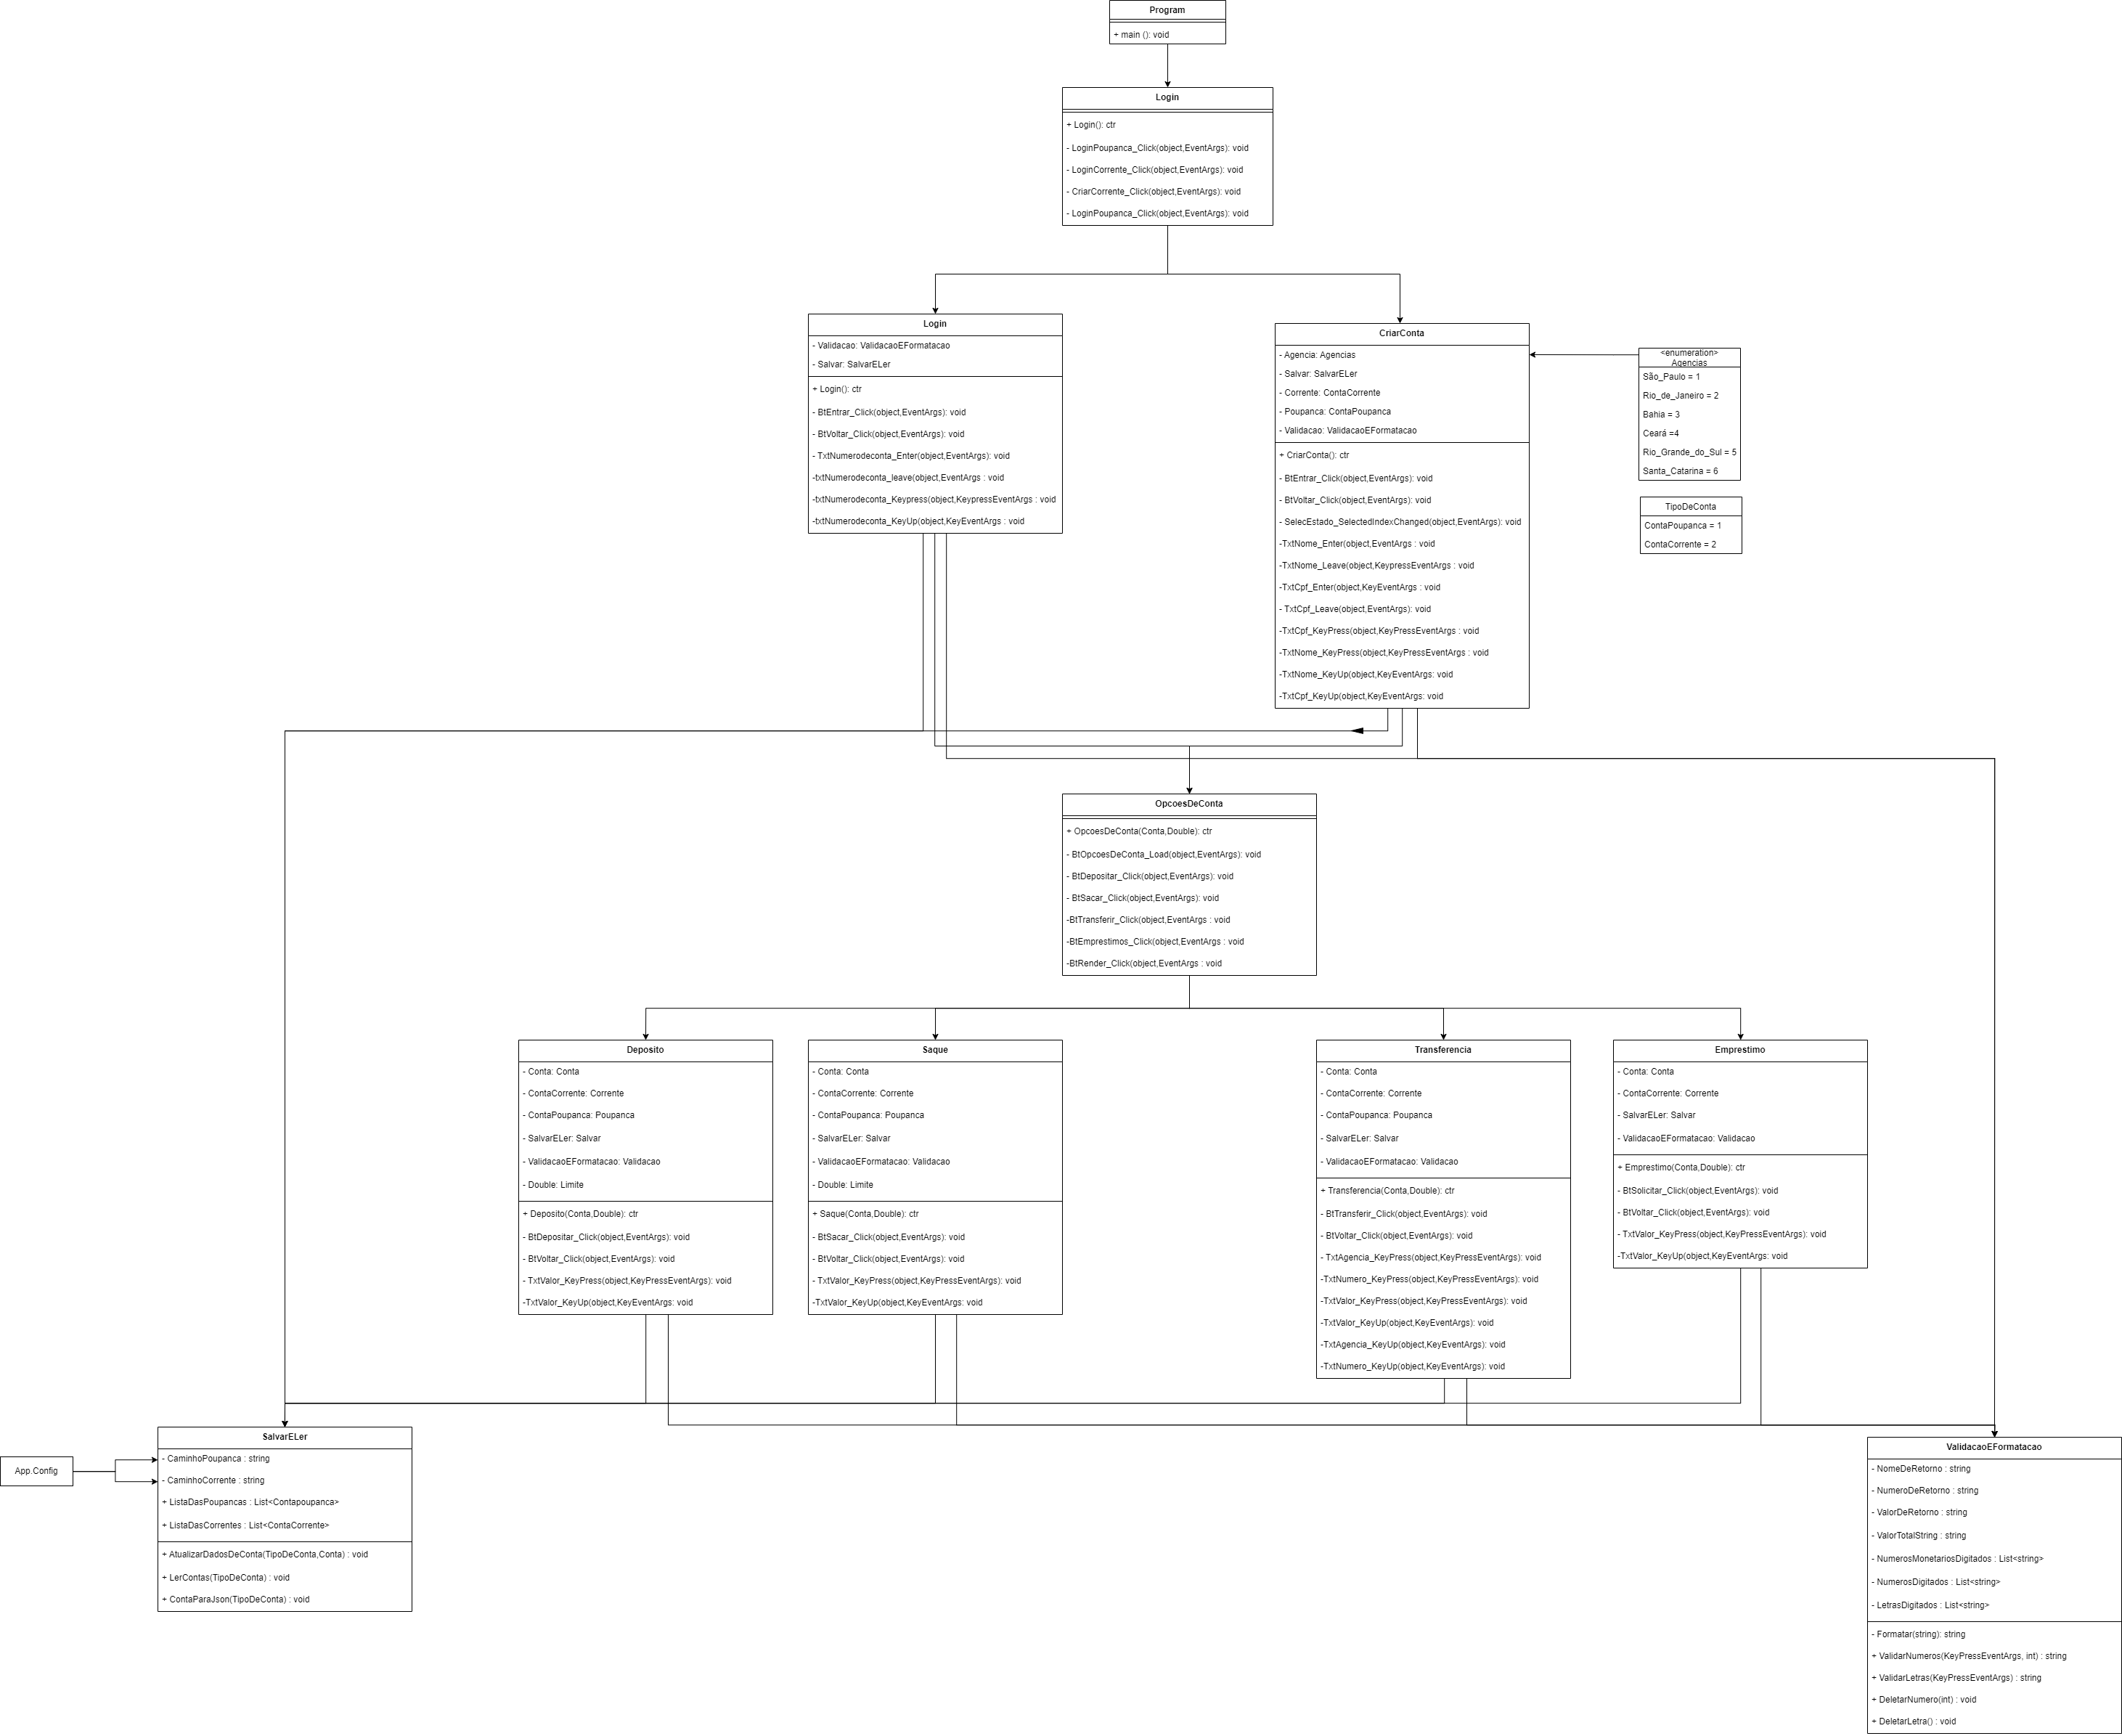 Program
+ main (): void
Login
+ Login(): ctr
- LoginPoupanca_Click(object,EventArgs): void
- LoginCorrente_Click(object,EventArgs): void
- CriarCorrente_Click(object,EventArgs): void
- LoginPoupanca_Click(object,EventArgs): void
Login
- Validacao: ValidacaoEFormatacao
- Salvar: SalvarELer
+ Login(): ctr
- BtEntrar_Click(object,EventArgs): void
- BtVoltar_Click(object,EventArgs): void
- TxtNumerodeconta_Enter(object,EventArgs): void
-txtNumerodeconta_leave(object,EventArgs : void
-txtNumerodeconta_Keypress(object,KeypressEventArgs : void
-txtNumerodeconta_KeyUp(object,KeyEventArgs : void
CriarConta
- Agencia: Agencias
- Salvar: SalvarELer
- Corrente: ContaCorrente
- Poupanca: ContaPoupanca
- Validacao: ValidacaoEFormatacao
+ CriarConta(): ctr
- BtEntrar_Click(object,EventArgs): void
- BtVoltar_Click(object,EventArgs): void
- SelecEstado_SelectedIndexChanged(object,EventArgs): void
-TxtNome_Enter(object,EventArgs : void
-TxtNome_Leave(object,KeypressEventArgs : void
-TxtCpf_Enter(object,KeyEventArgs : void
- TxtCpf_Leave(object,EventArgs): void
-TxtCpf_KeyPress(object,KeyPressEventArgs : void
-TxtNome_KeyPress(object,KeyPressEventArgs : void
-TxtNome_KeyUp(object,KeyEventArgs: void
-TxtCpf_KeyUp(object,KeyEventArgs: void
<enumeration>
Agencias
São_Paulo = 1
Rio_de_Janeiro = 2
Bahia = 3
Ceará =4
Rio_Grande_do_Sul = 5
Santa_Catarina = 6
TipoDeConta
ContaPoupanca = 1
ContaCorrente = 2
OpcoesDeConta
+ OpcoesDeConta(Conta,Double): ctr
- BtOpcoesDeConta_Load(object,EventArgs): void
- BtDepositar_Click(object,EventArgs): void
- BtSacar_Click(object,EventArgs): void
-BtTransferir_Click(object,EventArgs : void
-BtEmprestimos_Click(object,EventArgs : void
-BtRender_Click(object,EventArgs : void
Deposito
- Conta: Conta
- ContaCorrente: Corrente
- ContaPoupanca: Poupanca
- SalvarELer: Salvar
- ValidacaoEFormatacao: Validacao
- Double: Limite
+ Deposito(Conta,Double): ctr
- BtDepositar_Click(object,EventArgs): void
- BtVoltar_Click(object,EventArgs): void
- TxtValor_KeyPress(object,KeyPressEventArgs): void
-TxtValor_KeyUp(object,KeyEventArgs: void
Saque
- Conta: Conta
- ContaCorrente: Corrente
- ContaPoupanca: Poupanca
- SalvarELer: Salvar
- ValidacaoEFormatacao: Validacao
- Double: Limite
+ Saque(Conta,Double): ctr
- BtSacar_Click(object,EventArgs): void
- BtVoltar_Click(object,EventArgs): void
- TxtValor_KeyPress(object,KeyPressEventArgs): void
-TxtValor_KeyUp(object,KeyEventArgs: void
Transferencia
- Conta: Conta
- ContaCorrente: Corrente
- ContaPoupanca: Poupanca
- SalvarELer: Salvar
- ValidacaoEFormatacao: Validacao
+ Transferencia(Conta,Double): ctr
- BtTransferir_Click(object,EventArgs): void
- BtVoltar_Click(object,EventArgs): void
- TxtAgencia_KeyPress(object,KeyPressEventArgs): void
-TxtNumero_KeyPress(object,KeyPressEventArgs): void
-TxtValor_KeyPress(object,KeyPressEventArgs): void
-TxtValor_KeyUp(object,KeyEventArgs): void
-TxtAgencia_KeyUp(object,KeyEventArgs): void
-TxtNumero_KeyUp(object,KeyEventArgs): void
Emprestimo
- Conta: Conta
- ContaCorrente: Corrente
- SalvarELer: Salvar
- ValidacaoEFormatacao: Validacao
+ Emprestimo(Conta,Double): ctr
- BtSolicitar_Click(object,EventArgs): void
- BtVoltar_Click(object,EventArgs): void
- TxtValor_KeyPress(object,KeyPressEventArgs): void
-TxtValor_KeyUp(object,KeyEventArgs: void
App.Config
SalvarELer
- CaminhoPoupanca : string
- CaminhoCorrente : string
+ ListaDasPoupancas : List<Contapoupanca>
+ ListaDasCorrentes : List<ContaCorrente>
+ AtualizarDadosDeConta(TipoDeConta,Conta) : void
+ LerContas(TipoDeConta) : void
+ ContaParaJson(TipoDeConta) : void
ValidacaoEFormatacao
- NomeDeRetorno : string
- NumeroDeRetorno : string
- ValorDeRetorno : string
- ValorTotalString : string
- NumerosMonetariosDigitados : List<string>
- NumerosDigitados : List<string>
- LetrasDigitados : List<string>
- Formatar(string): string
+ ValidarNumeros(KeyPressEventArgs, int) : string
+ ValidarLetras(KeyPressEventArgs) : string
+ DeletarNumero(int) : void
+ DeletarLetra() : void